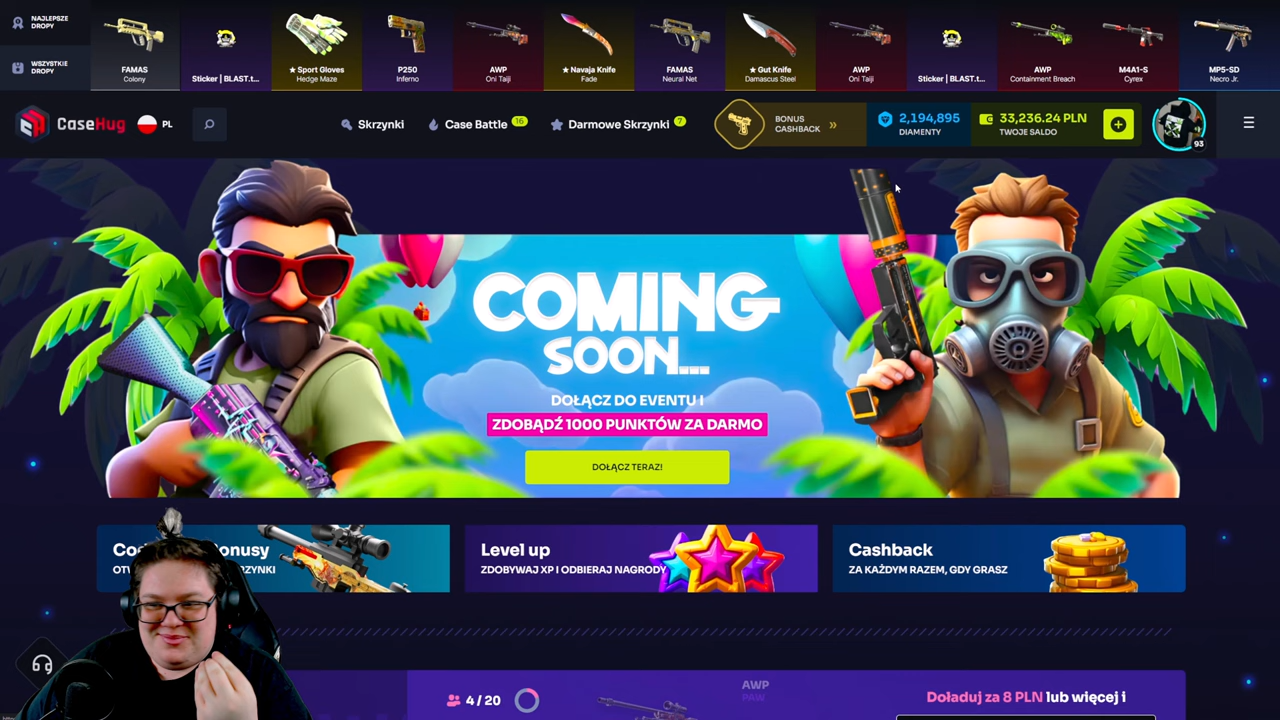 NAJLEPSZE
DROPY
WSZYSTKIE
DROPY
FAMAS
Colony
Sticker | BLAST.t...
★ Sport Gloves
Hedge Maze
P250
Inferno
AWP
Oni Taiji
★ Navaja Knife
Fade
FAMAS
Neural Net
★ Gut Knife
Damascus Steel
AWP
Oni Taiji
Sticker | BLAST.t...
AWP
Containment Breach
M4A1-S
Cyrex
MP5-SD
Necro Jr.
CaseHug
PL
Skrzynki
Case Battle 16
Darmowe Skrzynki 7
BONUS
CASHBACK »
2,194,895
DIAMENTY
33,236.24 PLN
TWOJE SALDO
93
COMING
SOON...
DOŁĄCZ DO EVENTU I
ZDOBĄDŹ 1000 PUNKTÓW ZA DARMO
DOŁĄCZ TERAZ!
Level up
ZDOBYWAJ XP I ODBIERAJ NAGRODY
Cashback
ZA KAŻDYM RAZEM, GDY GRASZ
4 / 20
AWP
PAW
Doładuj za 8 PLN lub więcej i